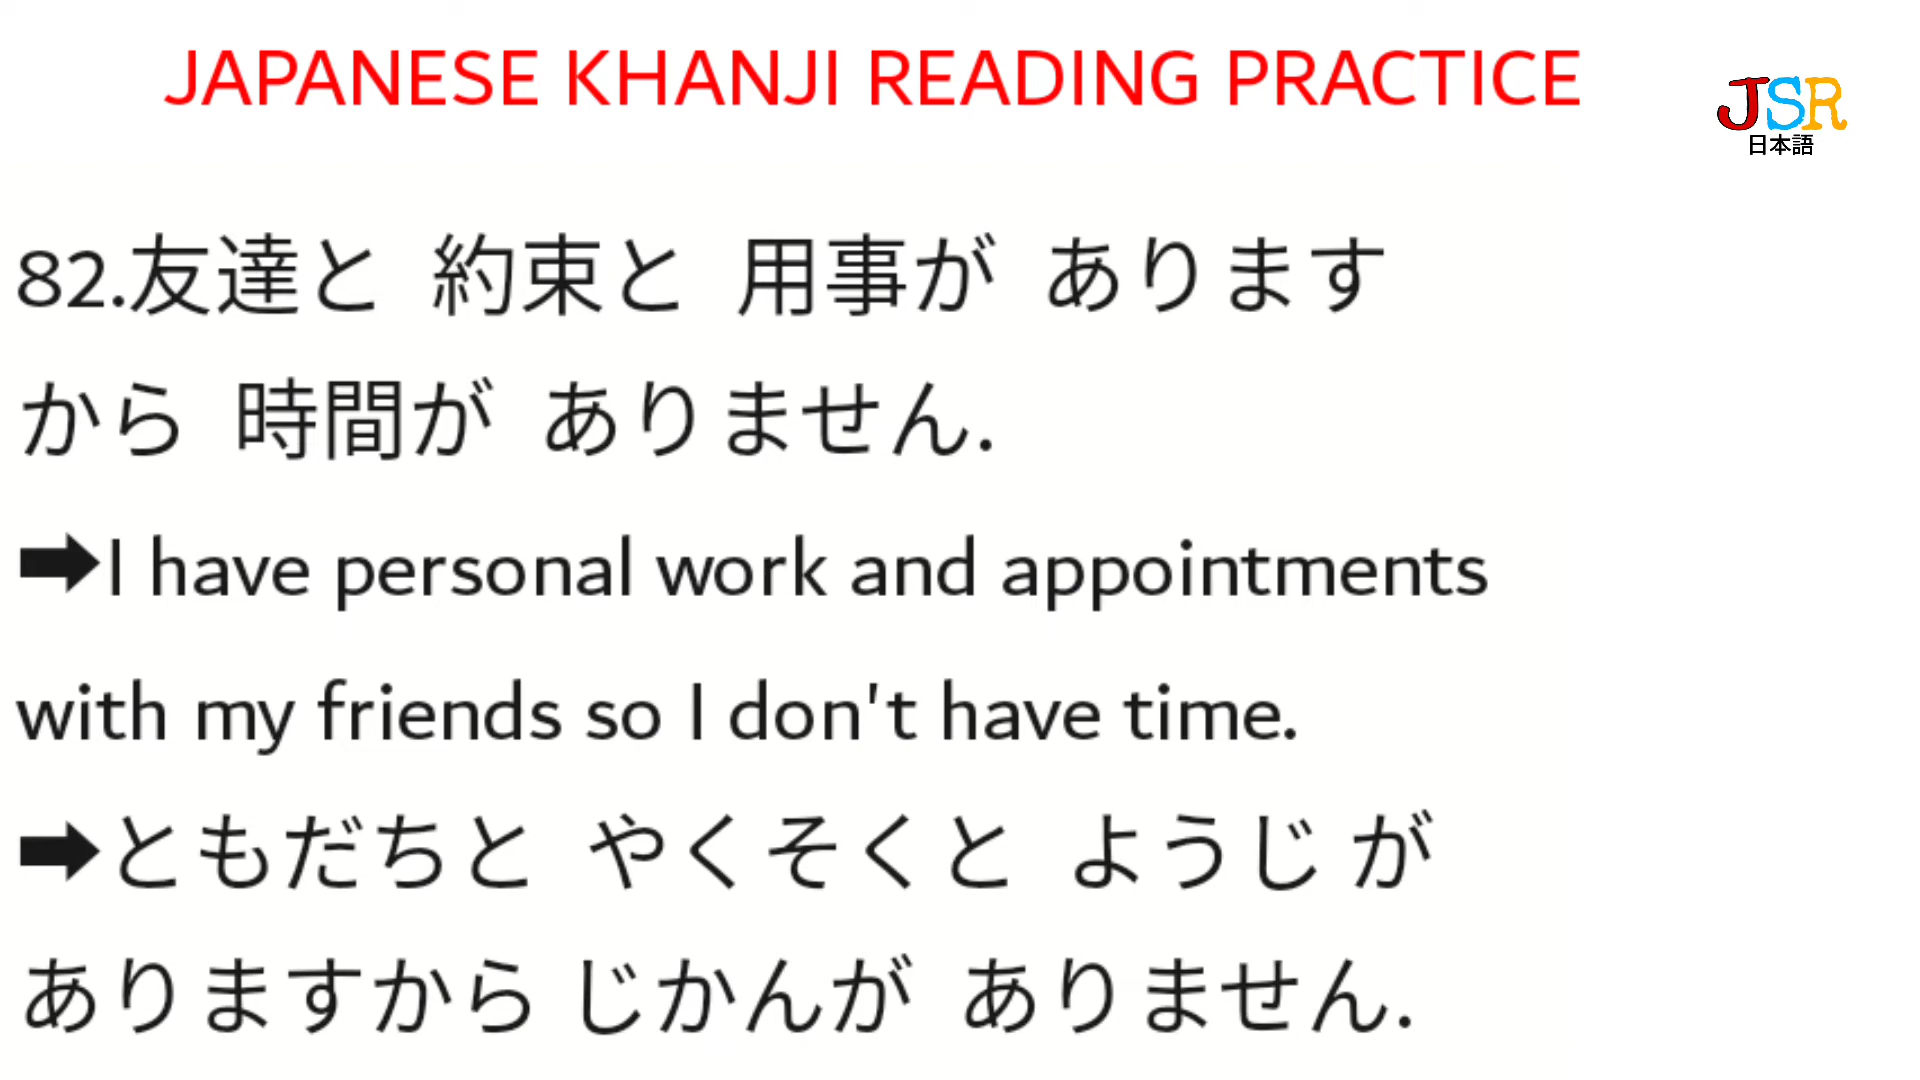 JAPANESE KHANJI READING PRACTICE
JSR
日本語
82.友達と 約束と 用事が あります
から 時間が ありません.
➡I have personal work and appointments
with my friends so I don't have time.
➡ともだちと やくそくと ようじ が
ありますから じかんが ありません.